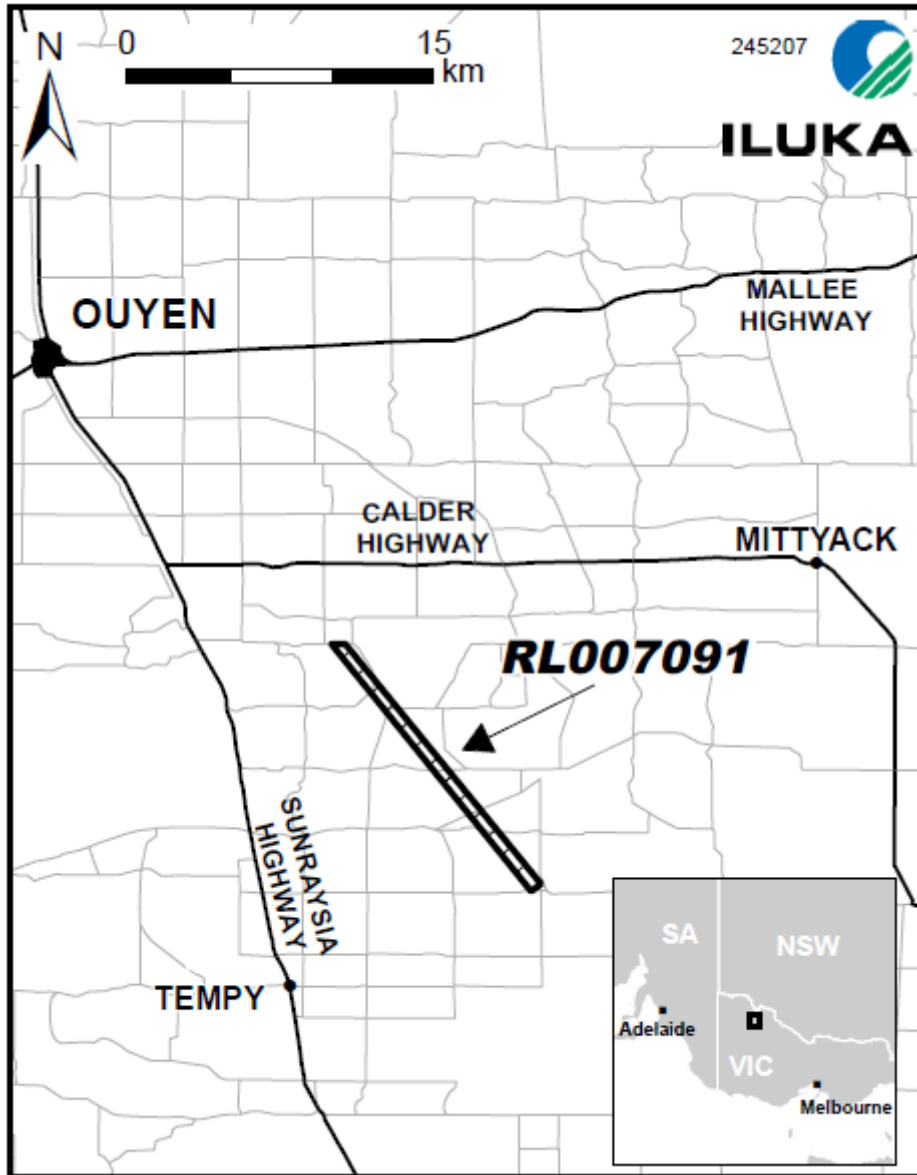 N
0
15
km
245207
ILUKA
OUYEN
MALLEE
HIGHWAY
CALDER
HIGHWAY
MITTYACK
RL007091
SUNRAYSIA
HIGHWAY
TEMPY
SA
NSW
Adelaide
VIC
Melbourne